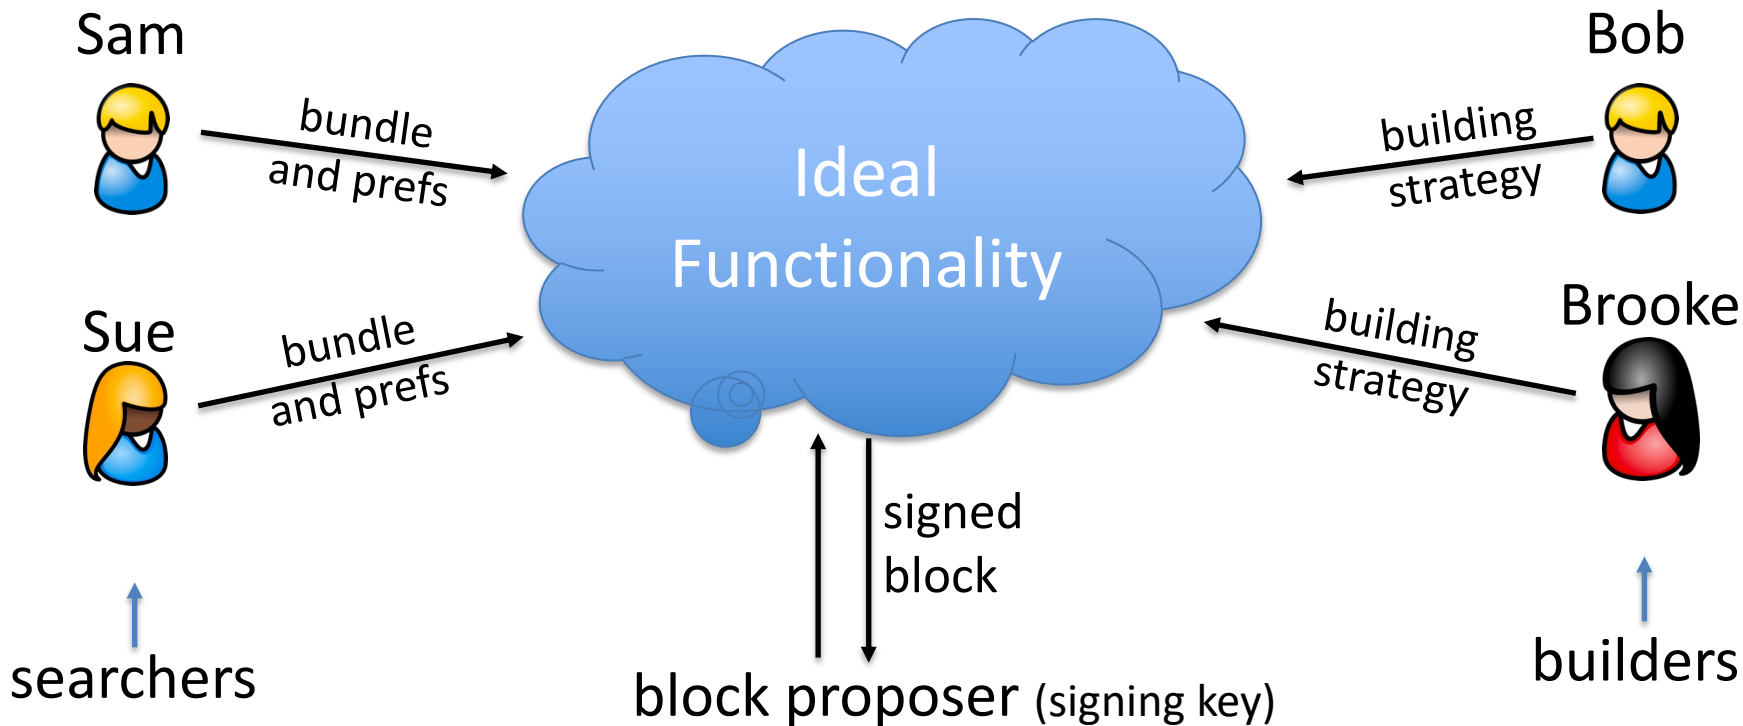 Sam
bundle
and prefs
Sue
bundle
and prefs
searchers
Ideal
Functionality
signed
block
block proposer (signing key)
Bob
building
strategy
Brooke
building
strategy
builders